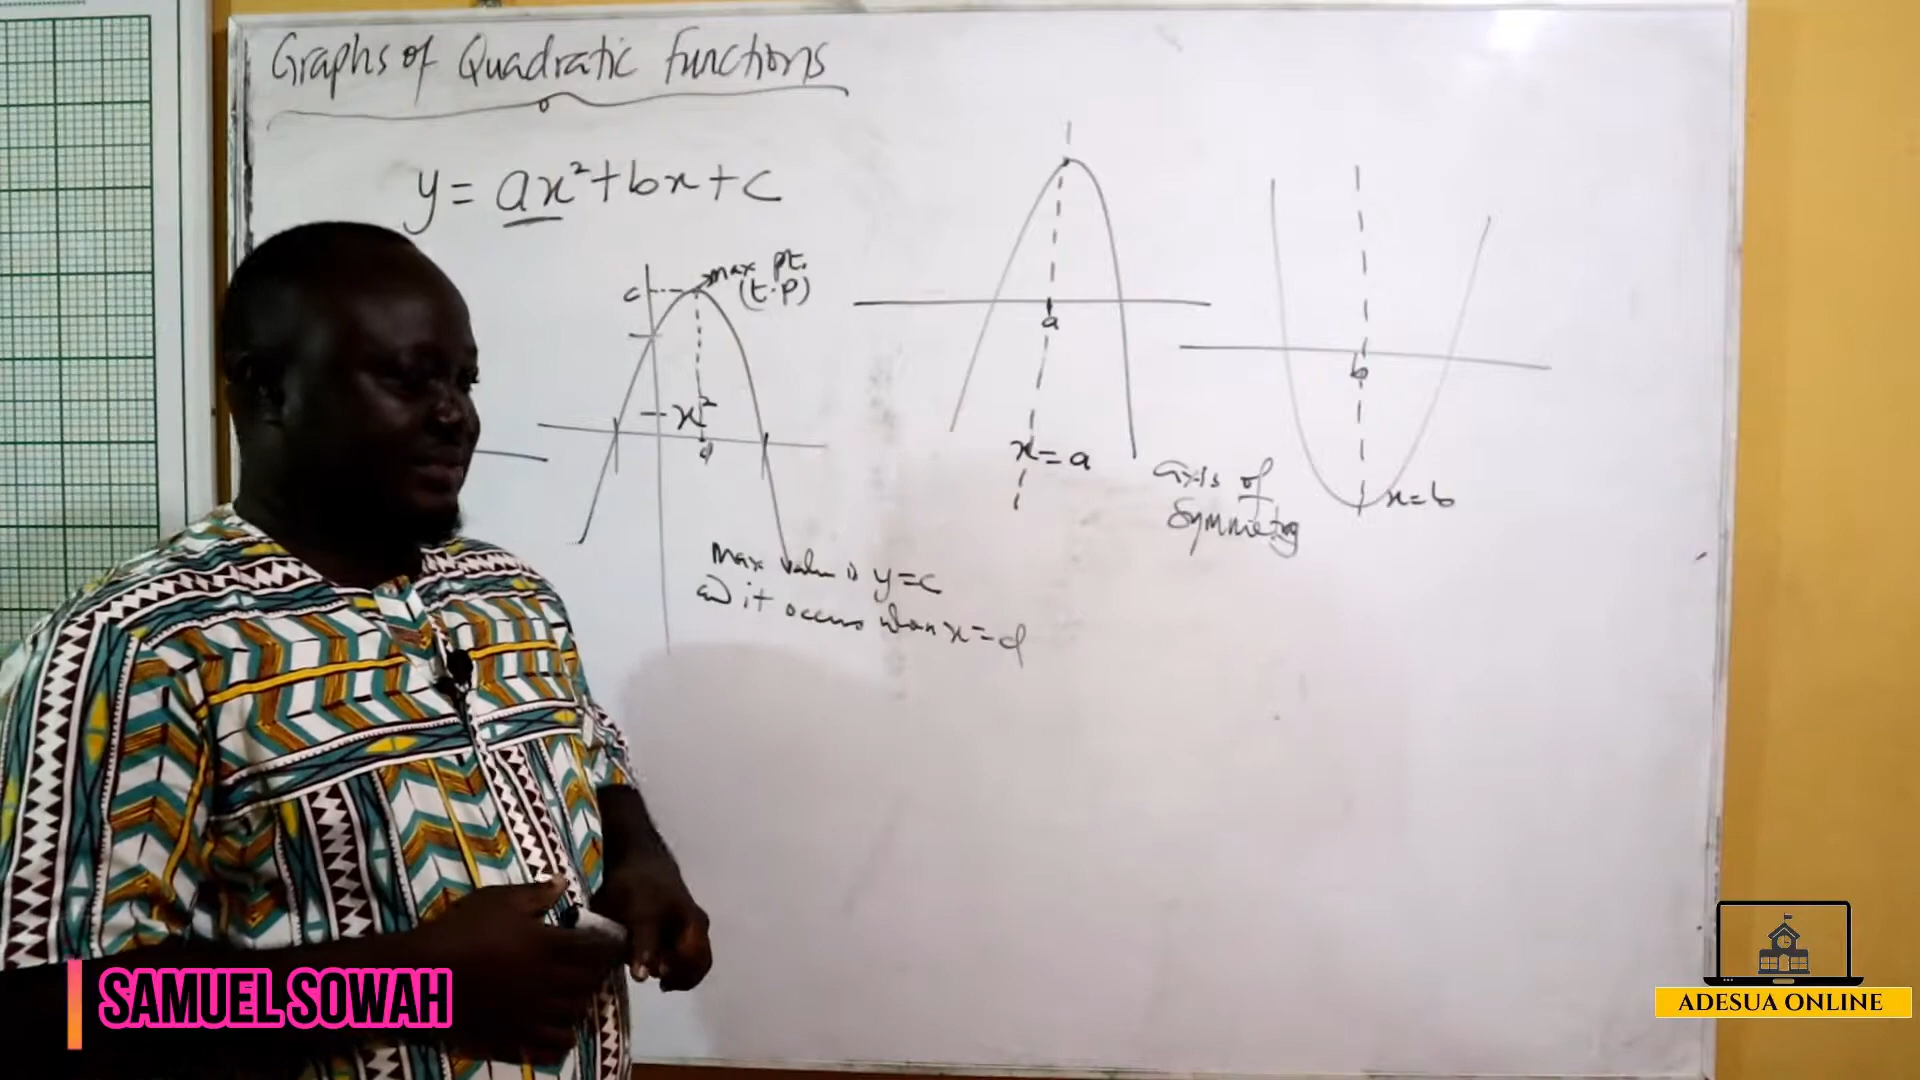 Graphs of Quadratic Functions
y = ax²+bx+c
max pt.
(t.p)
c
-x²
d
Max value is y=c
and it occurs when x=d
a
x=a
axis of
symmetry
b
x=b
SAMUEL SOWAH
ADESUA ONLINE